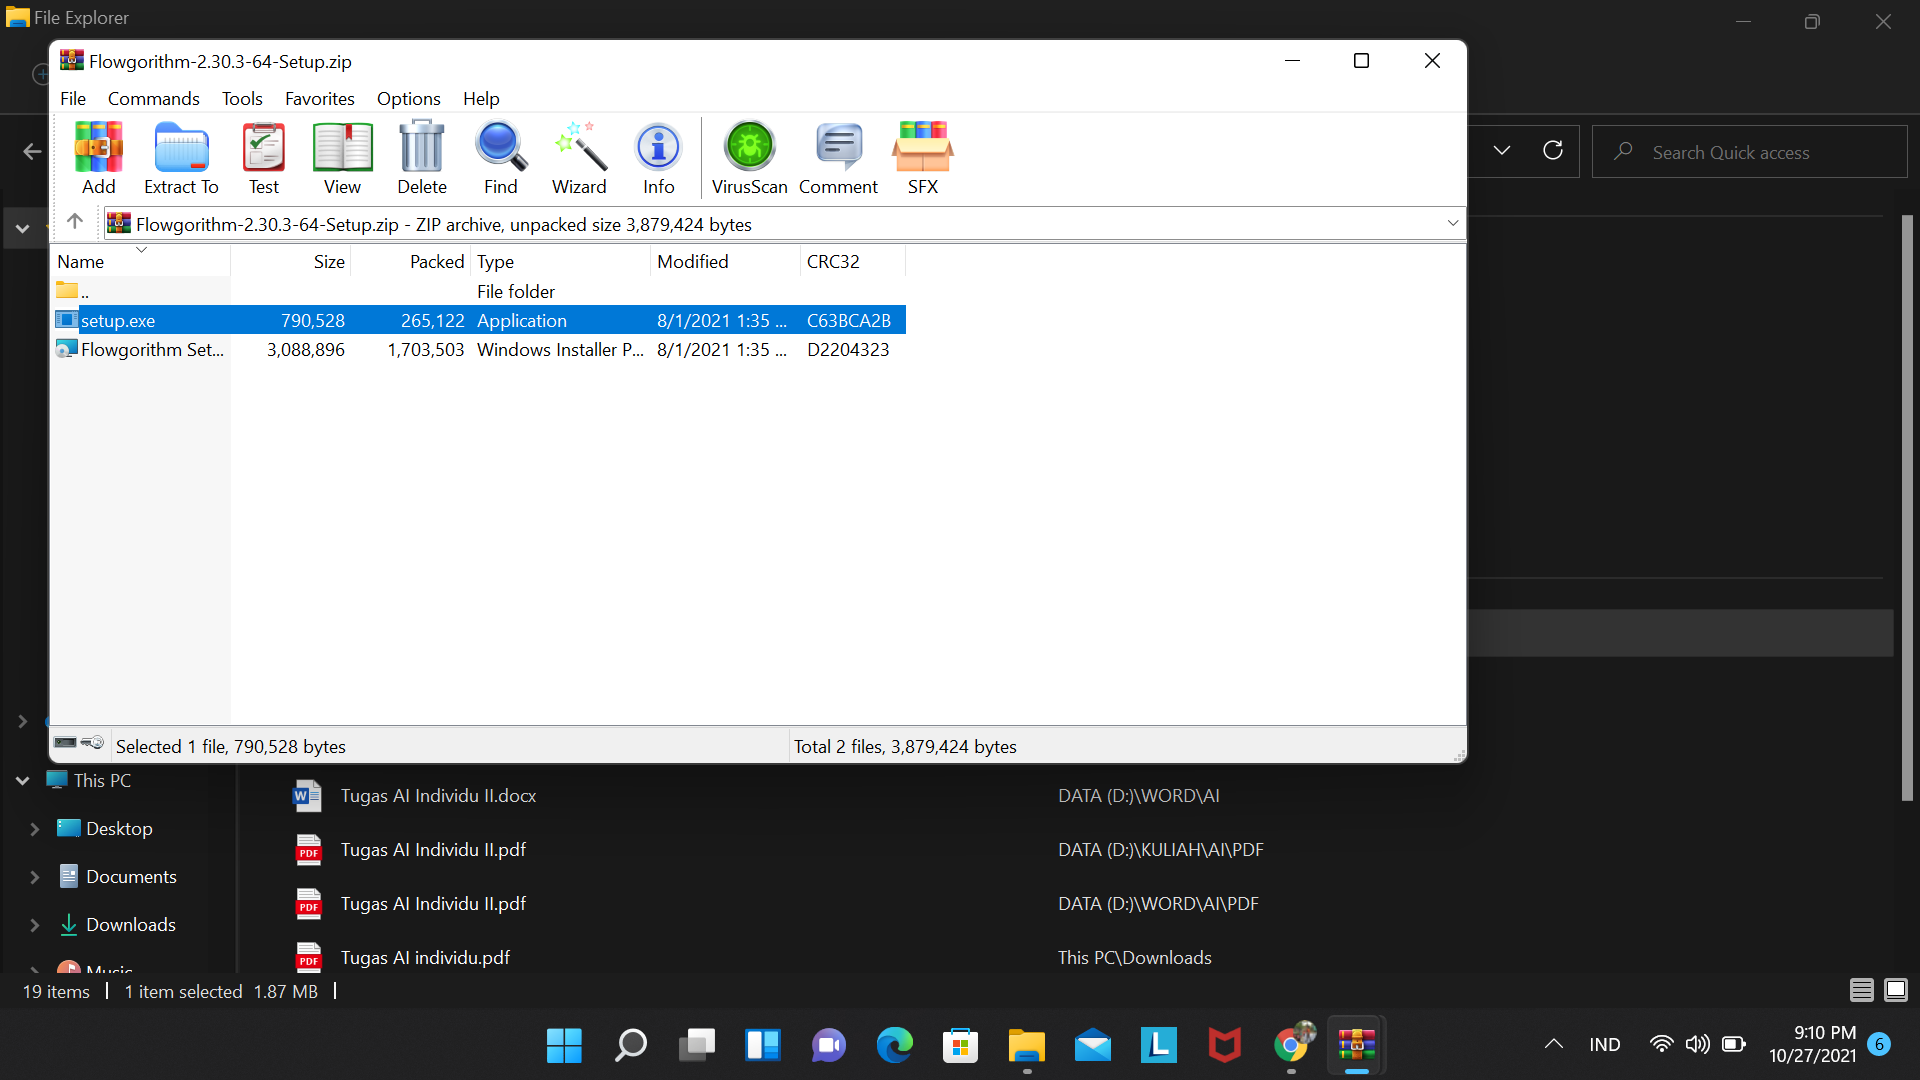 File Explorer
Flowgorithm-2.30.3-64-Setup.zip
File Commands Tools Favorites Options Help
Add Extract To Test View Delete Find Wizard Info VirusScan Comment SFX
Search Quick access
Flowgorithm-2.30.3-64-Setup.zip - ZIP archive, unpacked size 3,879,424 bytes
Name Size Packed Type Modified CRC32
.. File folder
setup.exe 790,528 265,122 Application 8/1/2021 1:35 ... C63BCA2B
Flowgorithm Set... 3,088,896 1,703,503 Windows Installer P... 8/1/2021 1:35 ... D2204323
Selected 1 file, 790,528 bytes Total 2 files, 3,879,424 bytes
This PC
Desktop
Documents
Downloads
Music
Tugas AI Individu II.docx DATA (D:)\WORD\AI
Tugas AI Individu II.pdf DATA (D:)\KULIAH\AI\PDF
Tugas AI Individu II.pdf DATA (D:)\WORD\AI\PDF
Tugas AI individu.pdf This PC\Downloads
19 items 1 item selected 1.87 MB
IND
9:10 PM
10/27/2021
6